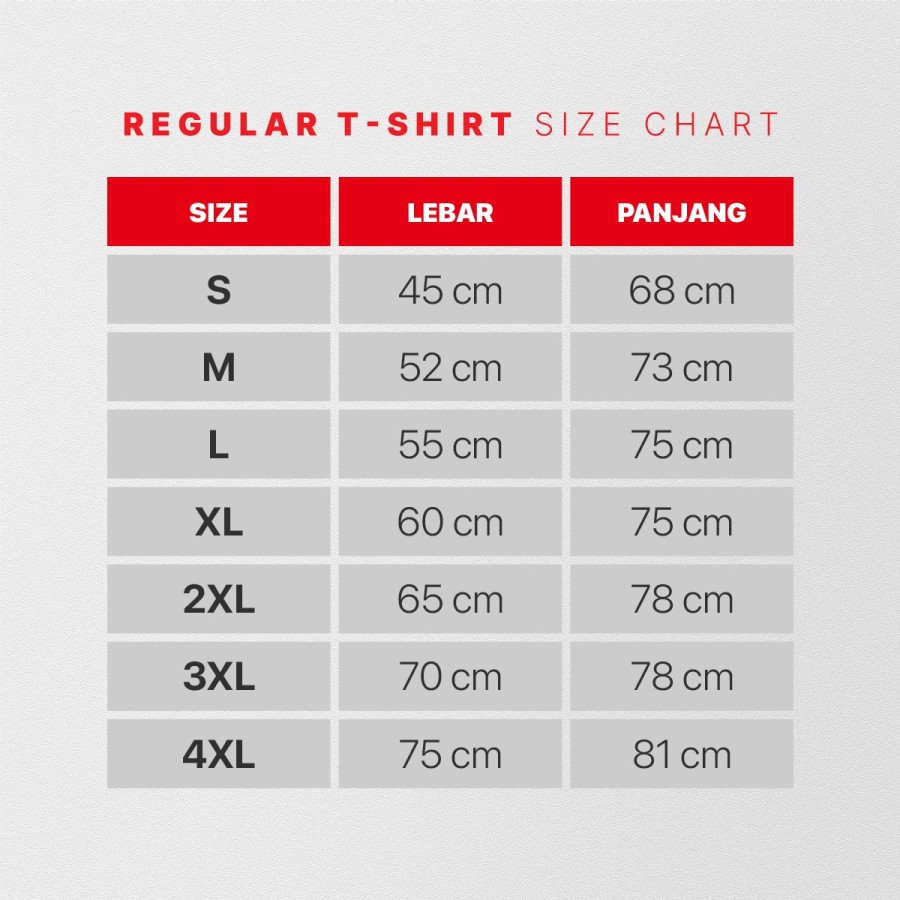 REGULAR T-SHIRT SIZE CHART
SIZE LEBAR PANJANG
S 45 cm 68 cm
M 52 cm 73 cm
L 55 cm 75 cm
XL 60 cm 75 cm
2XL 65 cm 78 cm
3XL 70 cm 78 cm
4XL 75 cm 81 cm